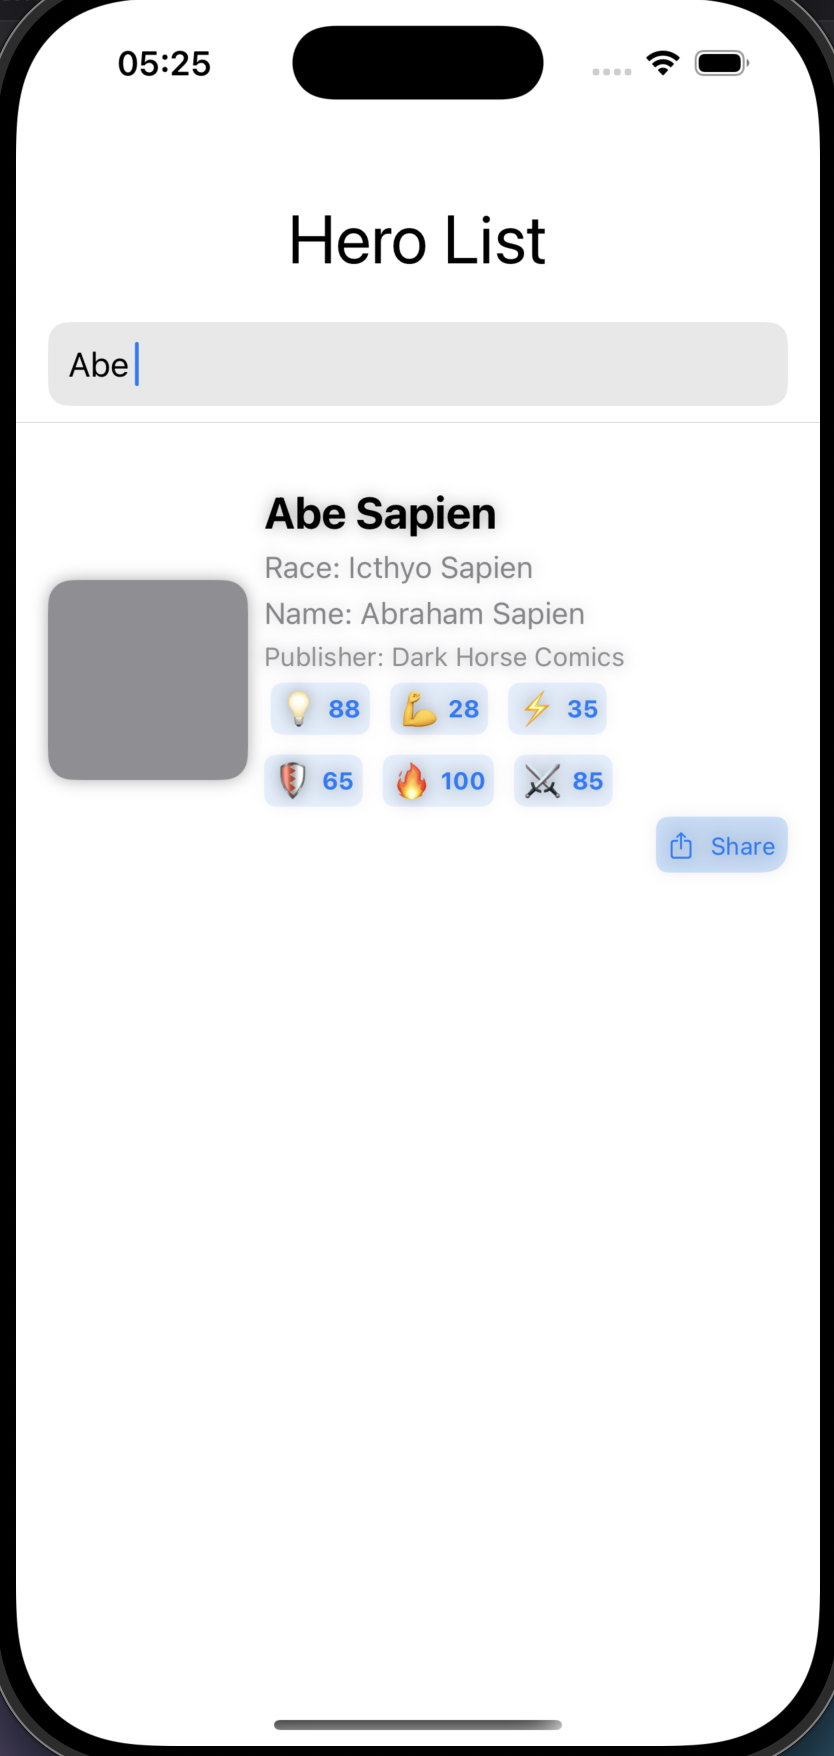 05:25
Hero List
Abe
Abe Sapien
Race: Icthyo Sapien
Name: Abraham Sapien
Publisher: Dark Horse Comics
💡 88 💪 28 ⚡ 35
🛡 65 🔥 100 ⚔ 85
Share